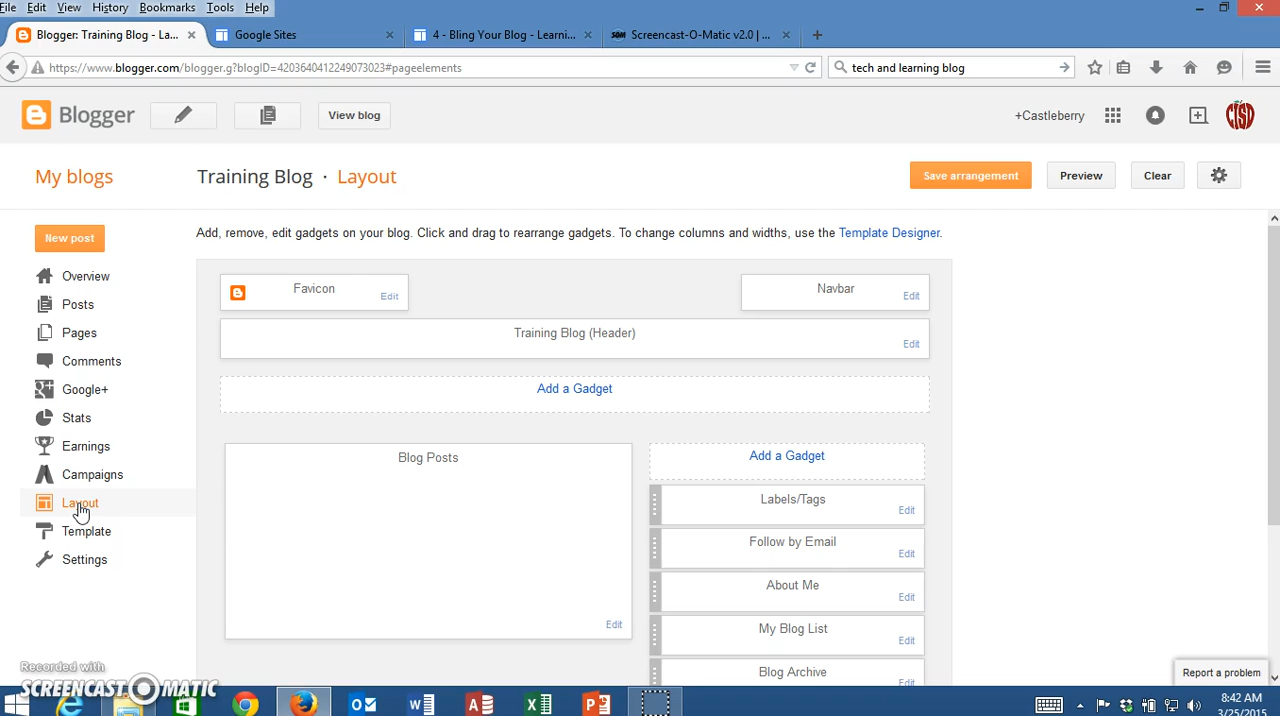 File Edit View History Bookmarks Tools Help
Blogger: Training Blog - La... × Google Sites × 4 - Bling Your Blog - Learnin... × SOM Screencast-O-Matic v2.0 | ... × +
https://www.blogger.com/blogger.g?blogID=4203640412249073023#pageelements tech and learning blog
Blogger View blog +Castleberry CISD
My blogs Training Blog · Layout Save arrangement Preview Clear
Add, remove, edit gadgets on your blog. Click and drag to rearrange gadgets. To change columns and widths, use the Template Designer.
New post
Overview
Posts
Pages
Comments
Google+
Stats
Earnings
Campaigns
Layout
Template
Settings
Favicon Edit
Navbar Edit
Training Blog (Header)
Edit
Add a Gadget
Blog Posts
Edit
Add a Gadget
Labels/Tags
Edit
Follow by Email
Edit
About Me
Edit
My Blog List
Edit
Blog Archive
Edit
Report a problem
Recorded with
SCREENCAST-O-MATIC
8:42 AM
3/25/2015